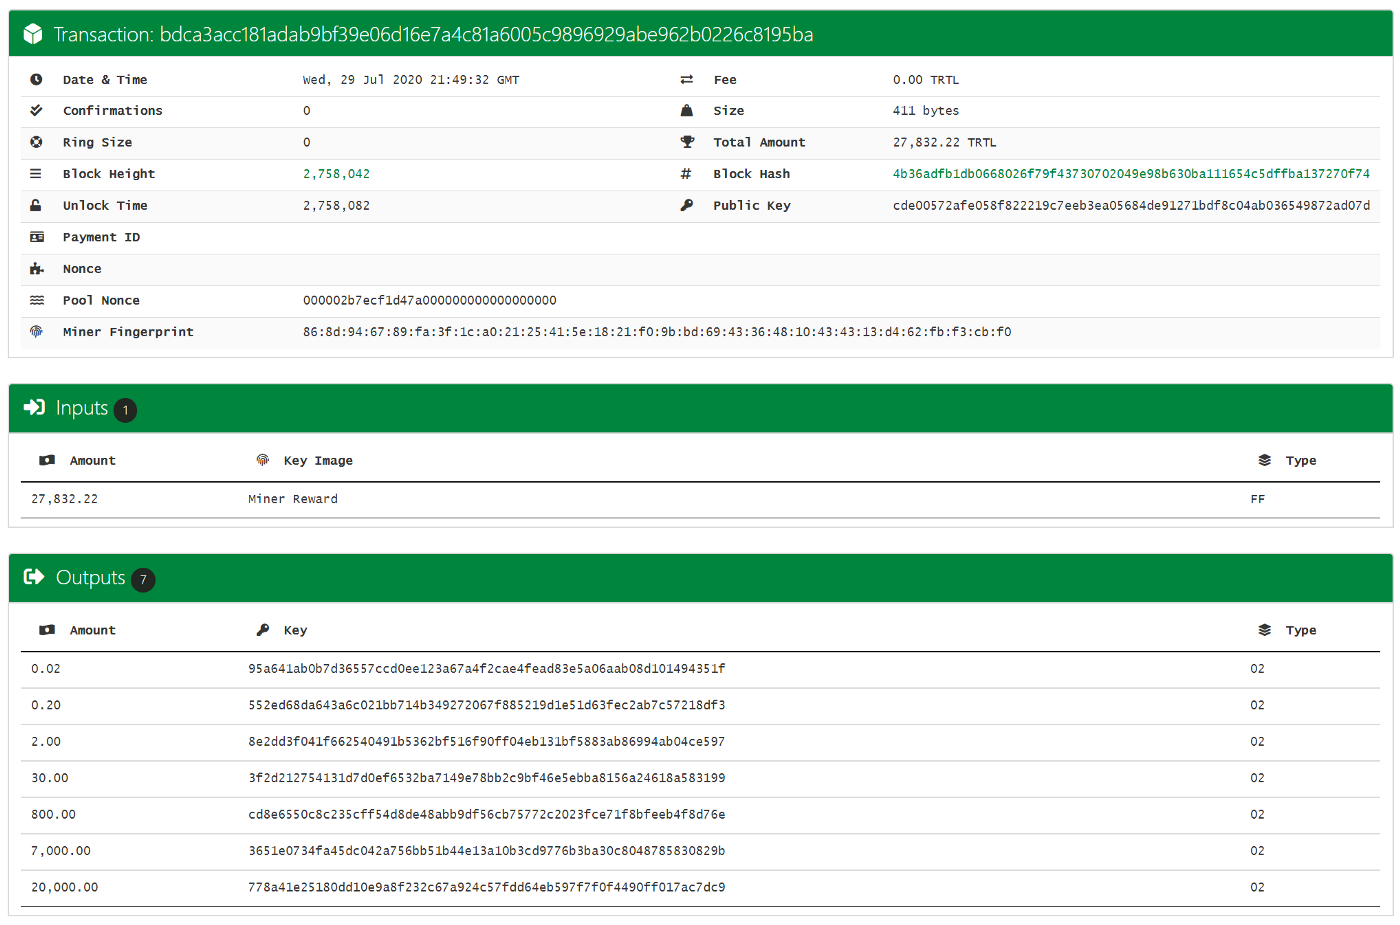 Transaction: bdca3acc181adab9bf39e06d16e7a4c81a6005c9896929abe962b0226c8195ba
Date & Time Wed, 29 Jul 2020 21:49:32 GMT Fee 0.00 TRTL
Confirmations 0 Size 411 bytes
Ring Size 0 Total Amount 27,832.22 TRTL
Block Height 2,758,042 Block Hash 4b36adfb1db0668026f79f43730702049e98b630ba111654c5dffba137270f74
Unlock Time 2,758,082 Public Key cde00572afe058f822219c7eeb3ea05684de91271bdf8c04ab036549872ad07d
Payment ID
Nonce
Pool Nonce 000002b7ecf1d47a000000000000000000
Miner Fingerprint 86:8d:94:67:89:fa:3f:1c:a0:21:25:41:5e:18:21:f0:9b:bd:69:43:36:48:10:43:43:13:d4:62:fb:f3:cb:f0
Inputs 1
Amount Key Image Type
27,832.22 Miner Reward FF
Outputs 7
Amount Key Type
0.02 95a641ab0b7d36557ccd0ee123a67a4f2cae4fead83e5a06aab08d101494351f 02
0.20 552ed68da643a6c021bb714b349272067f885219d1e51d63fec2ab7c57218df3 02
2.00 8e2dd3f041f662540491b5362bf516f90ff04eb131bf5883ab86994ab04ce597 02
30.00 3f2d212754131d7d0ef6532ba7149e78bb2c9bf46e5ebba8156a24618a583199 02
800.00 cd8e6550c8c235cff54d8de48abb9df56cb75772c2023fce71f8bfeeb4f8d76e 02
7,000.00 3651e0734fa45dc042a756bb51b44e13a10b3cd9776b3ba30c8048785830829b 02
20,000.00 778a41e25180dd10e9a8f232c67a924c57fdd64eb597f7f0f4490ff017ac7dc9 02